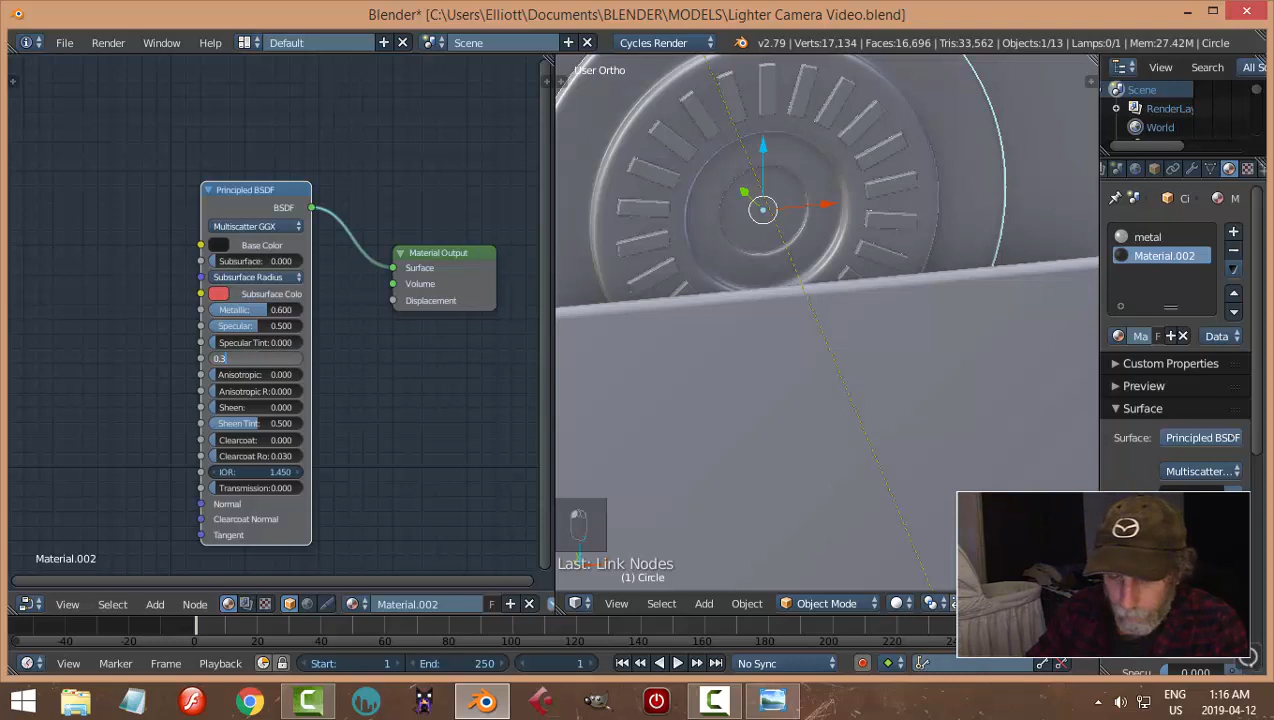 Blender* [C:\Users\Elliott\Documents\BLENDER\MODELS\Lighter Camera Video.blend]
File Render Window Help Default Scene Cycles Render v2.79 | Verts:17,134 | Faces:16,696 | Tris:33,562 | Objects:1/13 | Lamps:0/1 | Mem:27.42M | Circle
User Ortho
View Search All S
Scene
RenderLay
World
Principled BSDF
BSDF
Multiscatter GGX
Base Color
Subsurface: 0.000
Subsurface Radius
Subsurface Colo
Metallic: 0.600
Specular: 0.500
Specular Tint: 0.000
0.3
Anisotropic: 0.000
Anisotropic R: 0.000
Sheen: 0.000
Sheen Tint: 0.500
Clearcoat: 0.000
Clearcoat Ro: 0.030
IOR: 1.450
Transmission: 0.000
Normal
Clearcoat Normal
Tangent
Material Output
Surface
Volume
Displacement
Material.002
Last: Link Nodes
(1) Circle
Ci M
metal
Material.002
Ma F Data
Custom Properties
Preview
Surface
Surface: Principled BSDF
Multiscatter...
Specu 0.000
View Select Add Node Material.002 F
View Select Add Object Object Mode
-40 -20 0 20 40 60 80 100 120 140 160 180 200 220
View Marker Frame Playback Start: 1 End: 250 1 No Sync
ENG
US
1:16 AM
2019-04-12